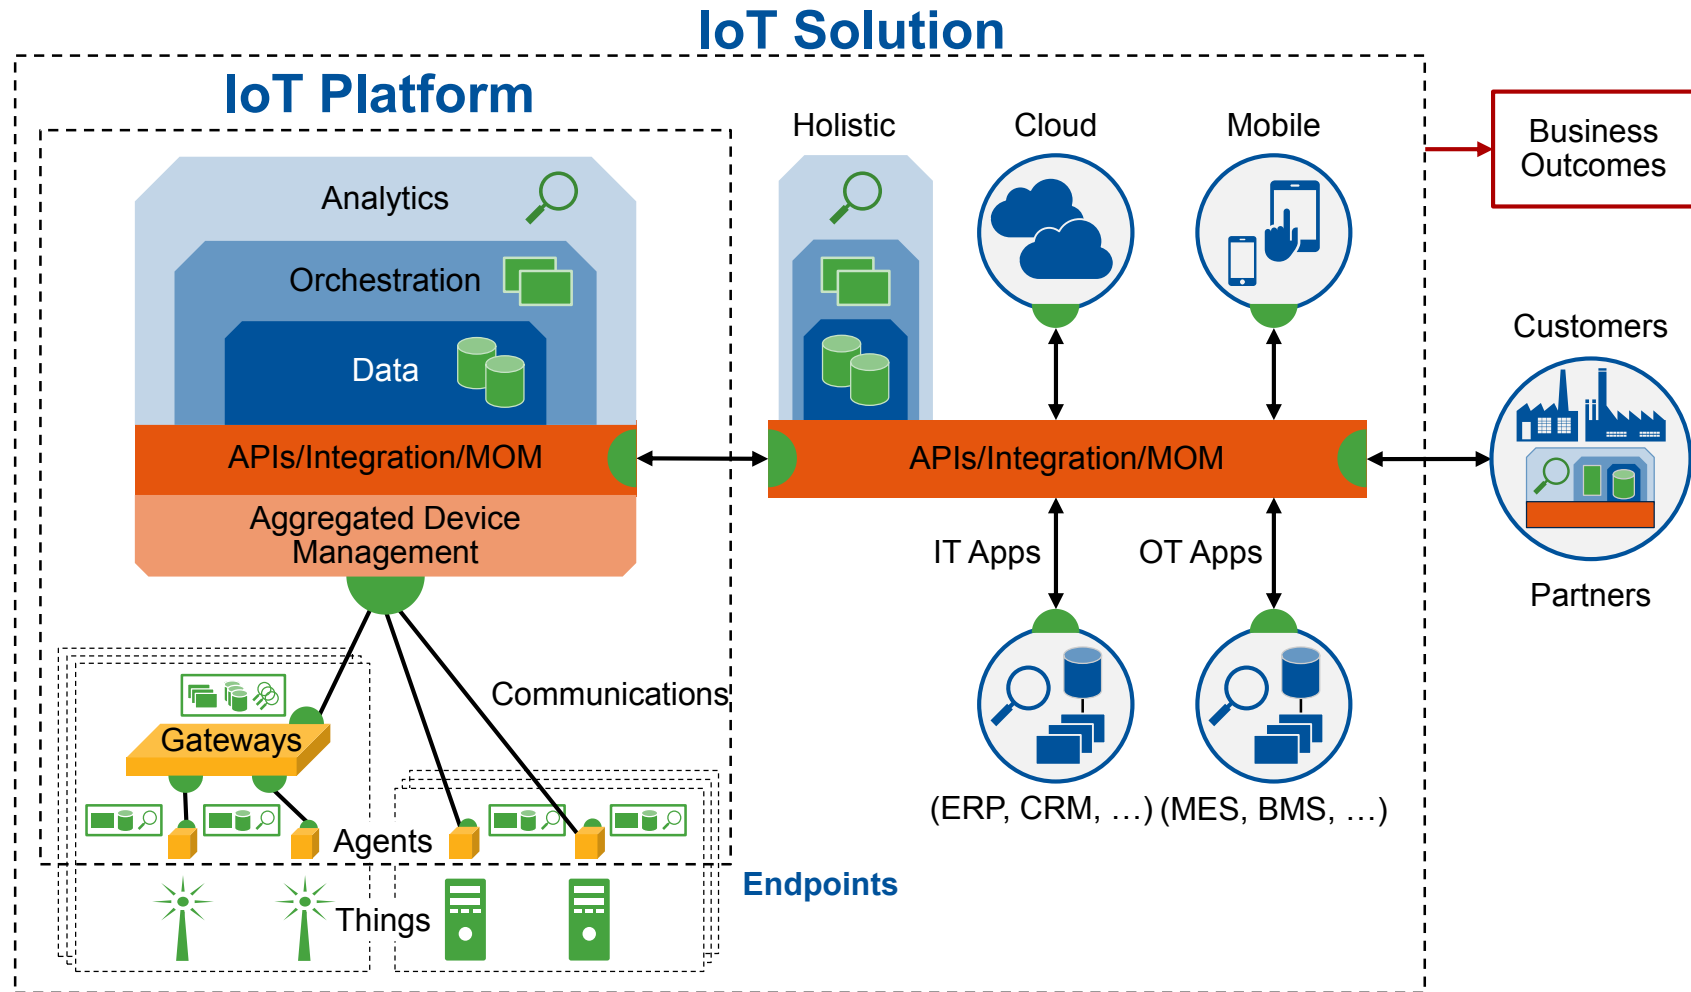 IoT Solution
IoT Platform
Analytics
Orchestration
Data
APIs/Integration/MOM
Aggregated Device
Management
Communications
Gateways
Agents
Things
Endpoints
Holistic
Cloud
Mobile
APIs/Integration/MOM
IT Apps
OT Apps
(ERP, CRM, …)
(MES, BMS, …)
Business
Outcomes
Customers
Partners